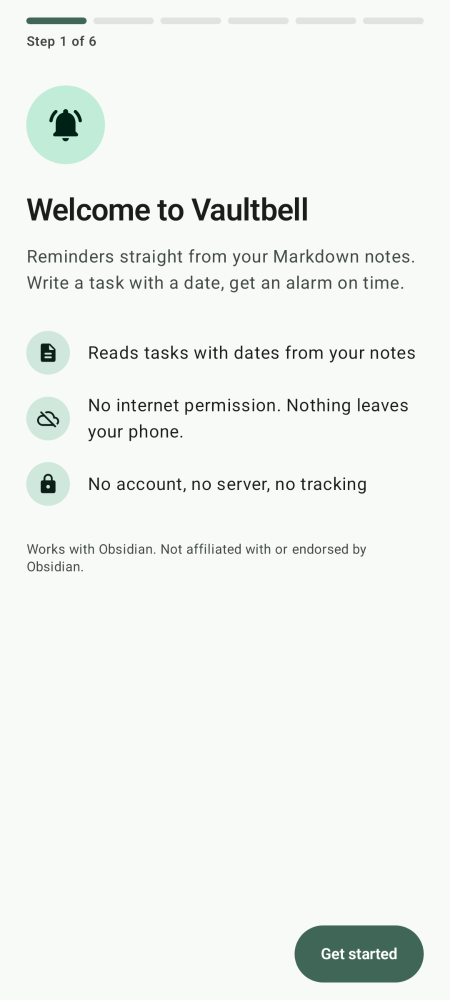 Step 1 of 6
Welcome to Vaultbell
Reminders straight from your Markdown notes.
Write a task with a date, get an alarm on time.
Reads tasks with dates from your notes
No internet permission. Nothing leaves
your phone.
No account, no server, no tracking
Works with Obsidian. Not affiliated with or endorsed by
Obsidian.
Get started